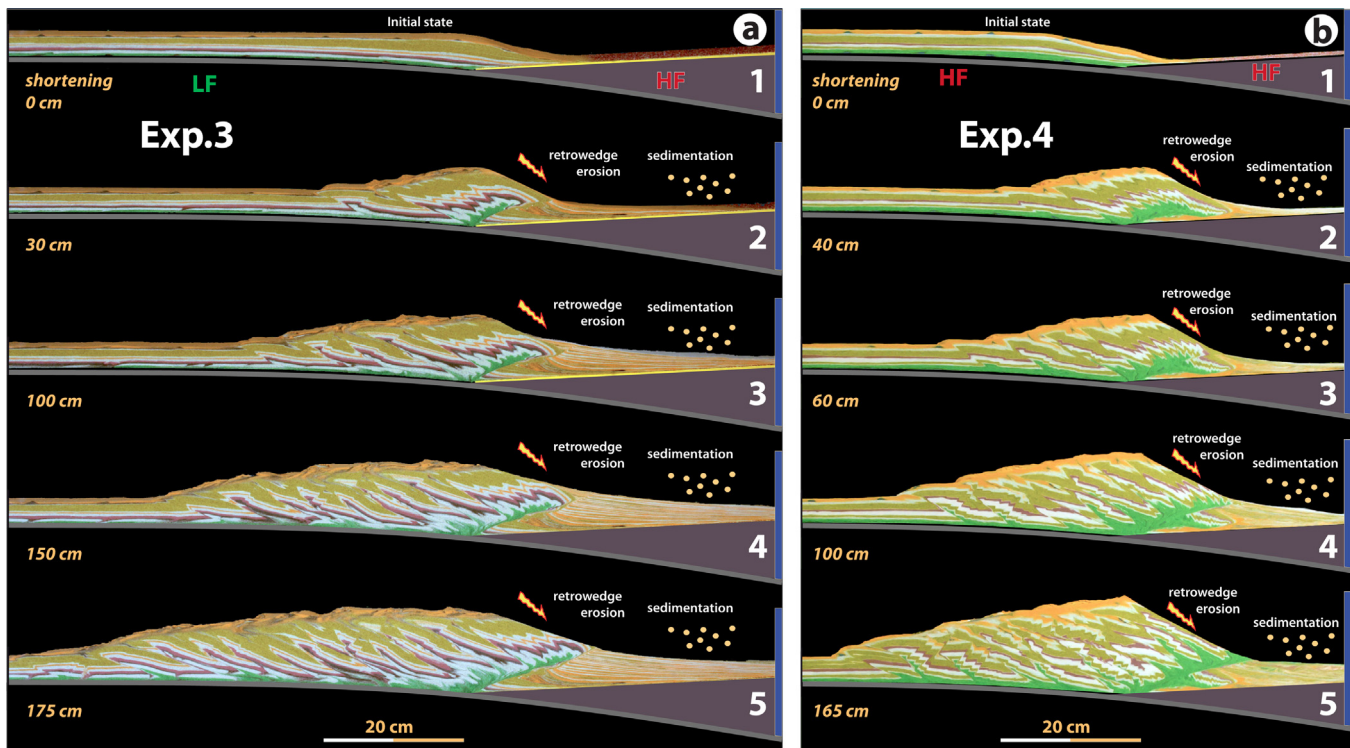 Initial state
a
shortening
0 cm
LF
HF
1
Exp.3
retrowedge
erosion
sedimentation
30 cm
2
retrowedge
erosion
sedimentation
100 cm
3
retrowedge
erosion
sedimentation
150 cm
4
retrowedge
erosion
sedimentation
175 cm
20 cm
5
Initial state
b
shortening
0 cm
HF
HF
1
Exp.4
retrowedge
erosion
sedimentation
40 cm
2
retrowedge
erosion
sedimentation
60 cm
3
retrowedge
erosion
sedimentation
100 cm
4
retrowedge
erosion
sedimentation
165 cm
20 cm
5